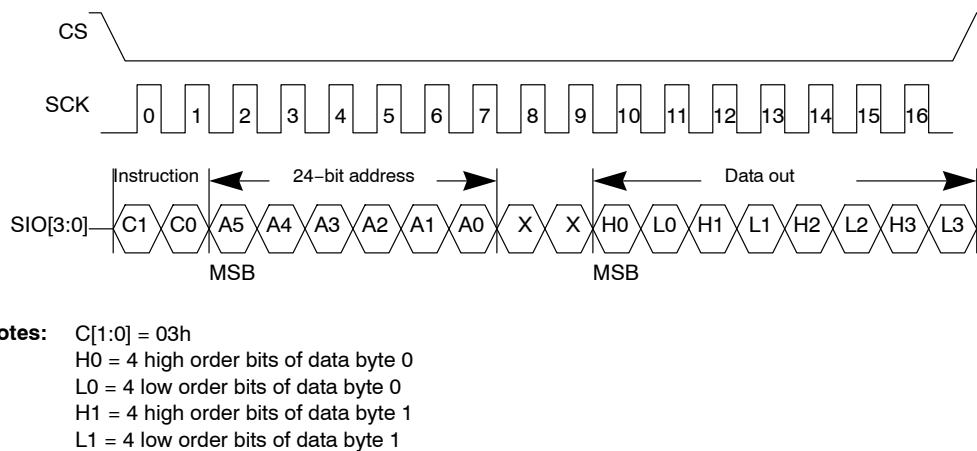 CS
SCK
0 1 2 3 4 5 6 7 8 9 10 11 12 13 14 15 16
Instruction 24−bit address Data out
SIO[3:0] C1 C0 A5 A4 A3 A2 A1 A0 X X H0 L0 H1 L1 H2 L2 H3 L3
MSB MSB
otes: C[1:0] = 03h
H0 = 4 high order bits of data byte 0
L0 = 4 low order bits of data byte 0
H1 = 4 high order bits of data byte 1
L1 = 4 low order bits of data byte 1